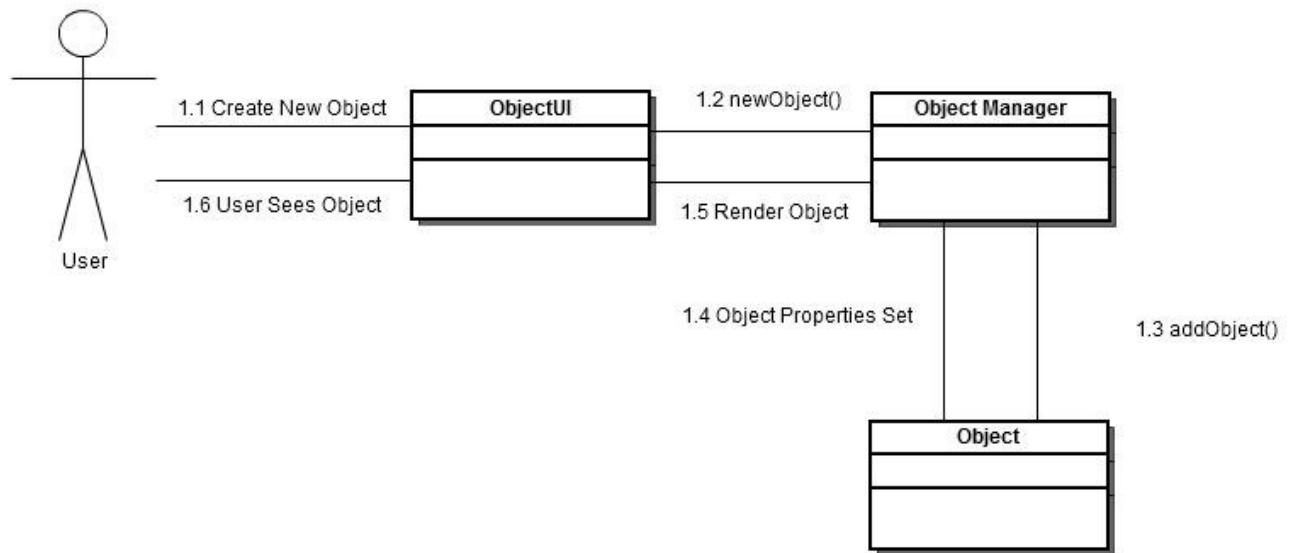 1.1 Create New Object
ObjectUI
1.2 newObject()
Object Manager
1.6 User Sees Object
1.5 Render Object
User
1.4 Object Properties Set
1.3 addObject()
Object